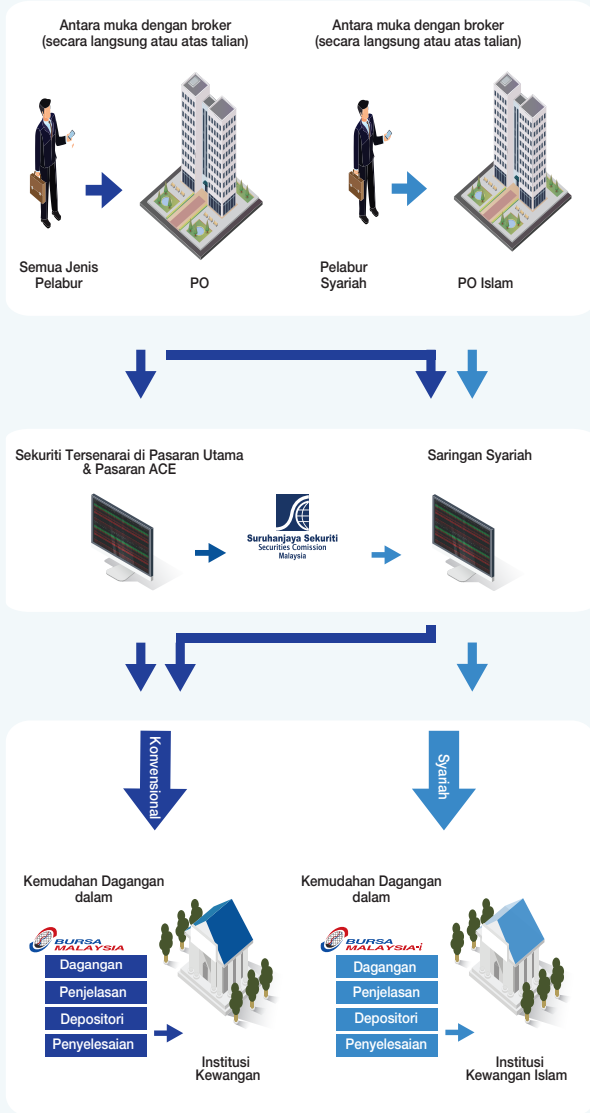 Antara muka dengan broker
(secara langsung atau atas talian)
Antara muka dengan broker
(secara langsung atau atas talian)
Semua Jenis
Pelabur
PO
Pelabur
Syariah
PO Islam
Sekuriti Tersenarai di Pasaran Utama
& Pasaran ACE
Suruhanjaya Sekuriti
Securities Comission
Malaysia
Saringan Syariah
Konvensional
Syariah
Kemudahan Dagangan
dalam
BURSA
MALAYSIA
Dagangan
Penjelasan
Depositori
Penyelesaian
Institusi
Kewangan
Kemudahan Dagangan
dalam
BURSA
MALAYSIA-i
Dagangan
Penjelasan
Depositori
Penyelesaian
Institusi
Kewangan Islam